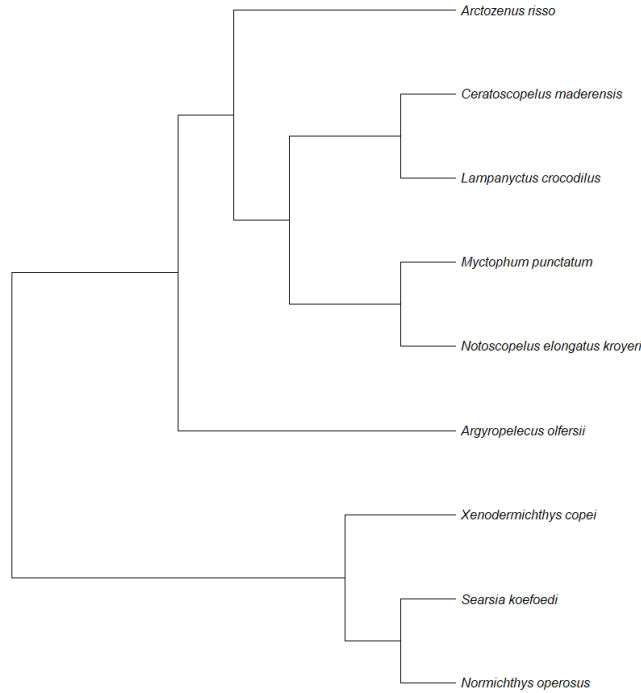 Arctozenus risso
Ceratoscopelus maderensis
Lampanyctus crocodilus
Myctophum punctatum
Notoscopelus elongatus kroyeri
Argyropelecus olfersii
Xenodermichthys copei
Searsia koefoedi
Normichthys operosus